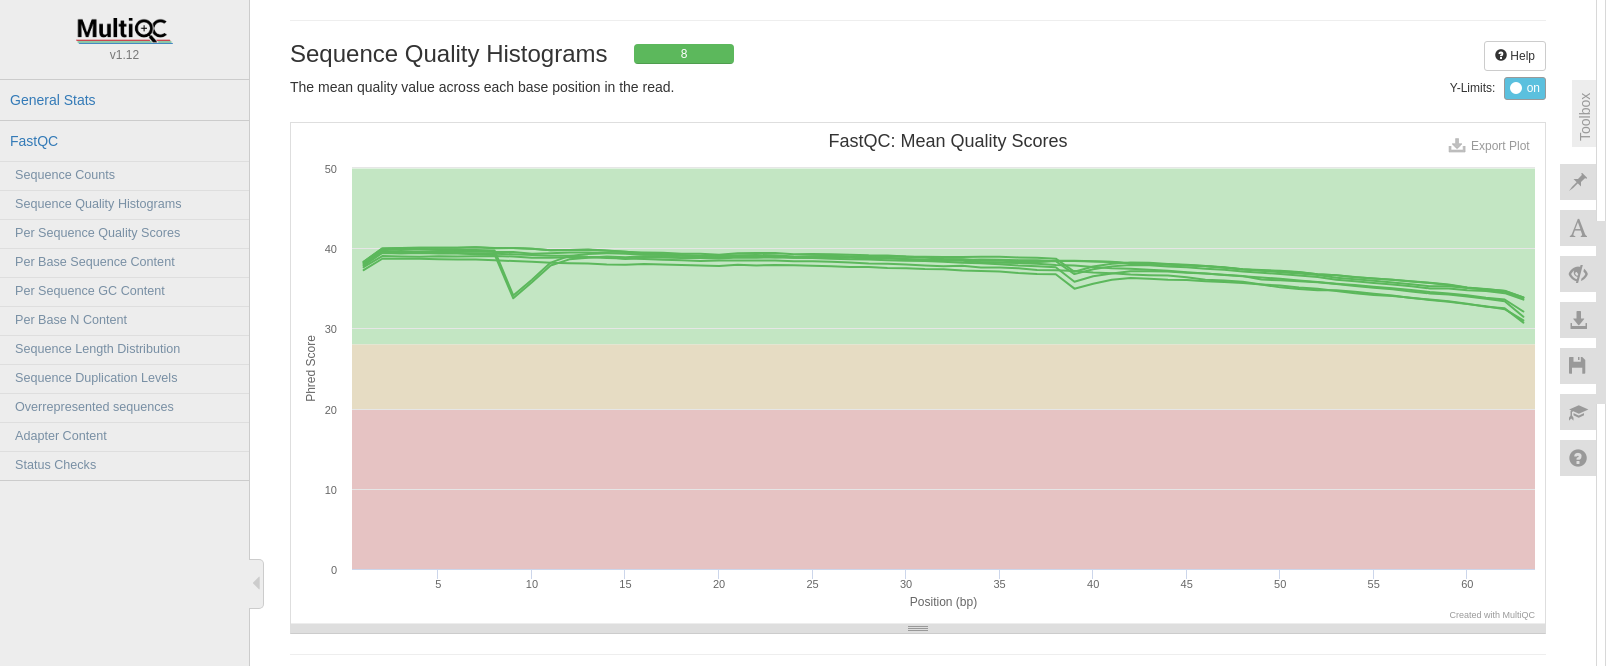 MultiQC
v1.12
General Stats
FastQC
Sequence Counts
Sequence Quality Histograms
Per Sequence Quality Scores
Per Base Sequence Content
Per Sequence GC Content
Per Base N Content
Sequence Length Distribution
Sequence Duplication Levels
Overrepresented sequences
Adapter Content
Status Checks
Sequence Quality Histograms 8
Help
The mean quality value across each base position in the read.
Y-Limits: on
FastQC: Mean Quality Scores
Export Plot
Phred Score
50
40
30
20
10
0
5 10 15 20 25 30 35 40 45 50 55 60
Position (bp)
Created with MultiQC
Toolbox
A